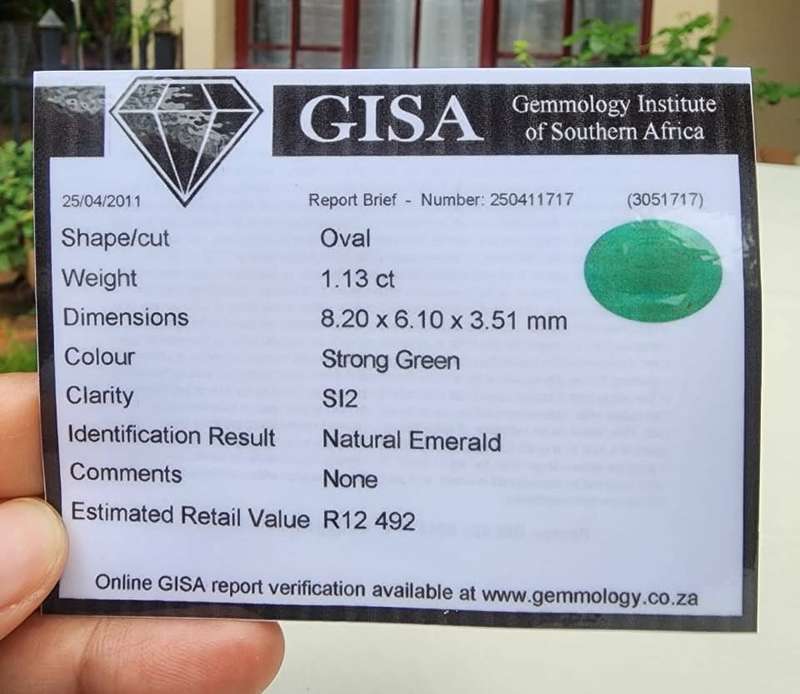 GISA
Gemmology Institute
of Southern Africa
25/04/2011 Report Brief - Number: 250411717 (3051717)
Shape/cut Oval
Weight 1.13 ct
Dimensions 8.20 x 6.10 x 3.51 mm
Colour Strong Green
Clarity SI2
Identification Result Natural Emerald
Comments None
Estimated Retail Value R12 492
Online GISA report verification available at www.gemmology.co.za